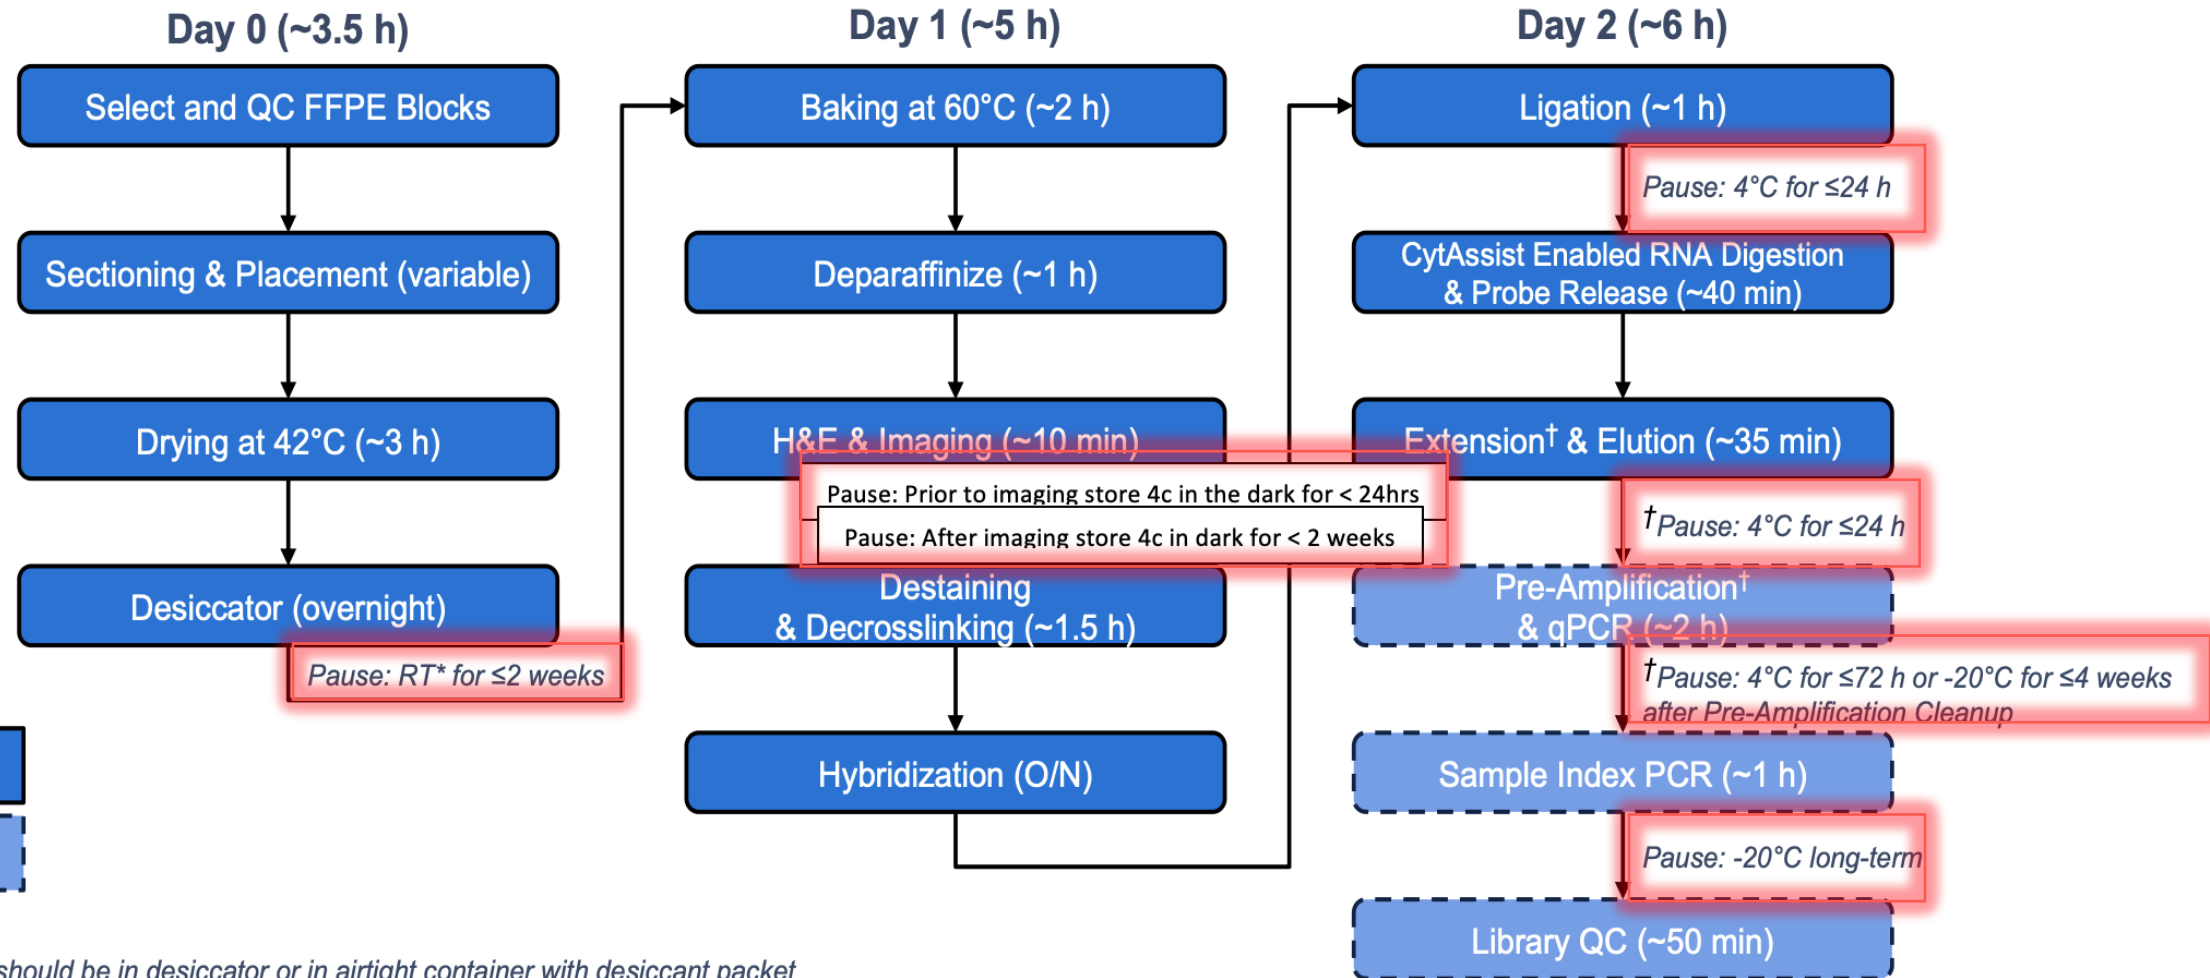 Day 0 (~3.5 h)
Select and QC FFPE Blocks
Sectioning & Placement (variable)
Drying at 42°C (~3 h)
Desiccator (overnight)
Pause: RT* for ≤2 weeks
Day 1 (~5 h)
Baking at 60°C (~2 h)
Deparaffinize (~1 h)
H&E & Imaging (~10 min)
Pause: Prior to imaging store 4c in the dark for < 24hrs
Pause: After imaging store 4c in dark for < 2 weeks
Destaining
& Decrosslinking (~1.5 h)
Hybridization (O/N)
Day 2 (~6 h)
Ligation (~1 h)
Pause: 4°C for ≤24 h
CytAssist Enabled RNA Digestion
& Probe Release (~40 min)
Extension† & Elution (~35 min)
†Pause: 4°C for ≤24 h
Pre-Amplification†
& qPCR (~2 h)
†Pause: 4°C for ≤72 h or -20°C for ≤4 weeks
after Pre-Amplification Cleanup
Sample Index PCR (~1 h)
Pause: -20°C long-term
Library QC (~50 min)
should be in desiccator or in airtight container with desiccant packet